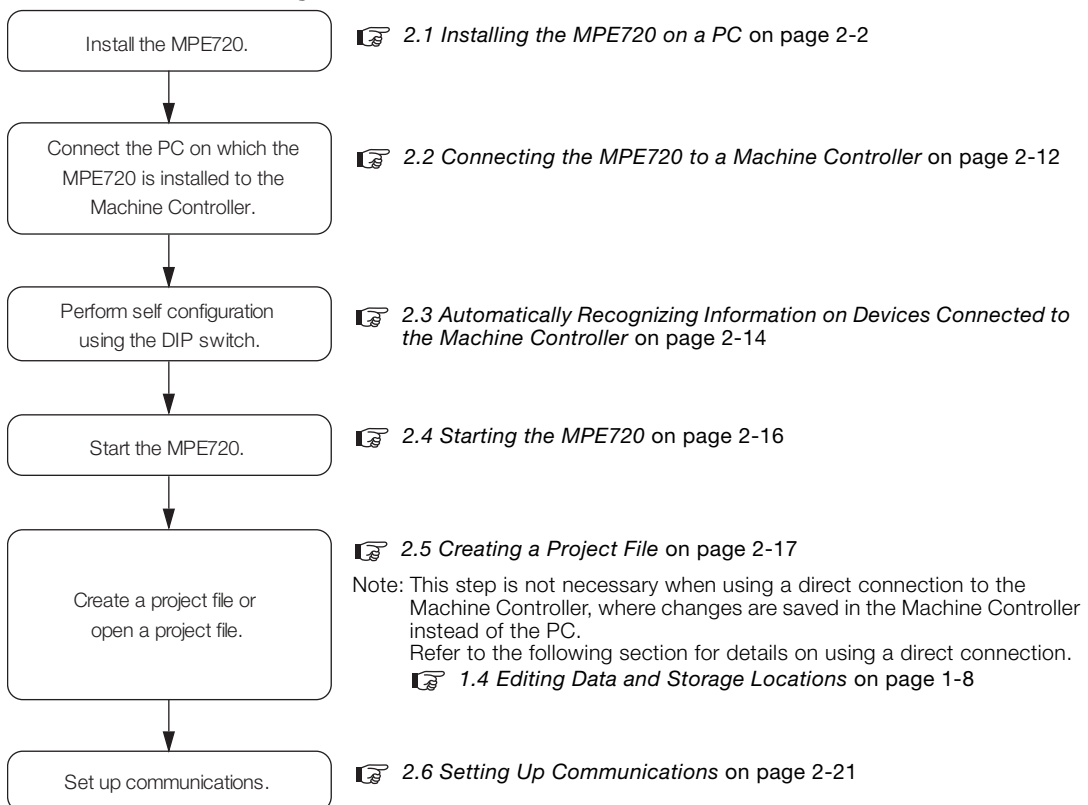 Install the MPE720.
2.1 Installing the MPE720 on a PC on page 2-2
Connect the PC on which the
MPE720 is installed to the
Machine Controller.
2.2 Connecting the MPE720 to a Machine Controller on page 2-12
Perform self configuration
using the DIP switch.
2.3 Automatically Recognizing Information on Devices Connected to
the Machine Controller on page 2-14
Start the MPE720.
2.4 Starting the MPE720 on page 2-16
Create a project file or
open a project file.
2.5 Creating a Project File on page 2-17
Note: This step is not necessary when using a direct connection to the
Machine Controller, where changes are saved in the Machine Controller
instead of the PC.
Refer to the following section for details on using a direct connection.
1.4 Editing Data and Storage Locations on page 1-8
Set up communications.
2.6 Setting Up Communications on page 2-21